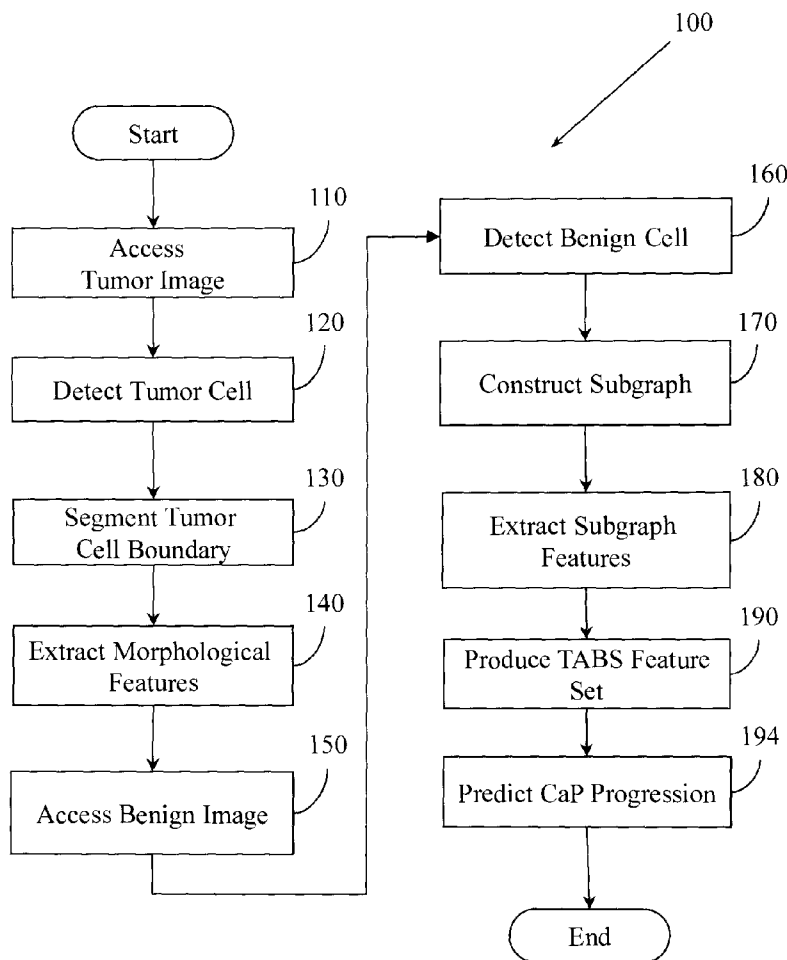 100
Start
110
Access
Tumor Image
120
Detect Tumor Cell
130
Segment Tumor
Cell Boundary
140
Extract Morphological
Features
150
Access Benign Image
160
Detect Benign Cell
170
Construct Subgraph
180
Extract Subgraph
Features
190
Produce TABS Feature
Set
194
Predict CaP Progression
End